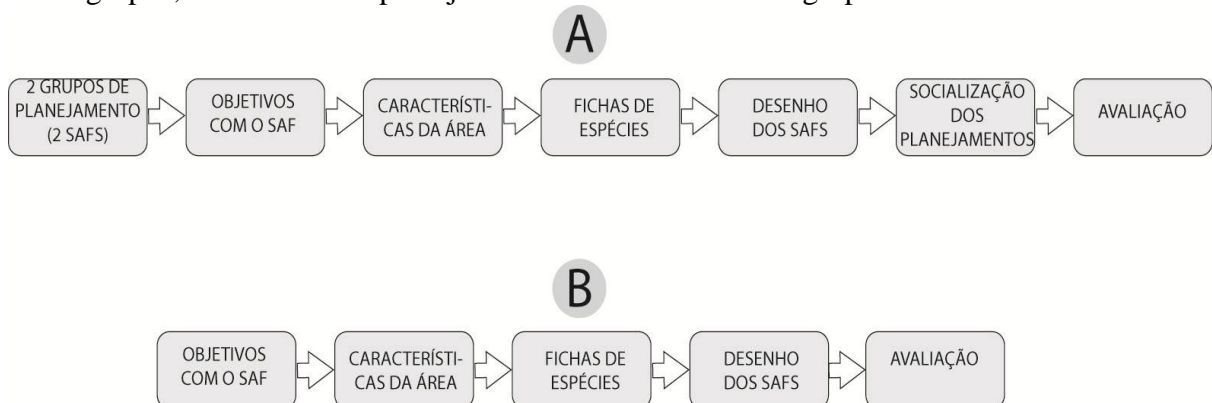 A
2 GRUPOS DE
PLANEJAMENTO
(2 SAFS)
OBJETIVOS
COM O SAF
CARACTERÍSTI-
CAS DA ÁREA
FICHAS DE
ESPÉCIES
DESENHO
DOS SAFS
SOCIALIZAÇÃO
DOS
PLANEJAMENTOS
AVALIAÇÃO
B
OBJETIVOS
COM O SAF
CARACTERÍSTI-
CAS DA ÁREA
FICHAS DE
ESPÉCIES
DESENHO
DOS SAFS
AVALIAÇÃO